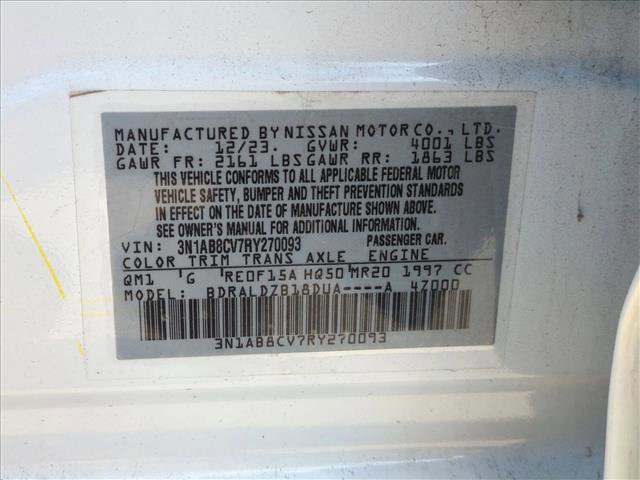 MANUFACTURED BY NISSAN MOTOR CO., LTD.
DATE: 12/23. GVWR: 4001 LBS
GAWR FR: 2161 LBS GAWR RR: 1863 LBS
THIS VEHICLE CONFORMS TO ALL APPLICABLE FEDERAL MOTOR
VEHICLE SAFETY, BUMPER AND THEFT PREVENTION STANDARDS
IN EFFECT ON THE DATE OF MANUFACTURE SHOWN ABOVE.
SEE OWNER'S MANUAL FOR ADDITIONAL INFORMATION.
VIN: 3N1AB8CV7RY270093 PASSENGER CAR.
COLOR TRIM TRANS AXLE ENGINE
QM1 G RE0F15A HQ50 MR20 1997 CC
MODEL: BDRALDZB18DUA----A 4Z000
3N1AB8CV7RY270093